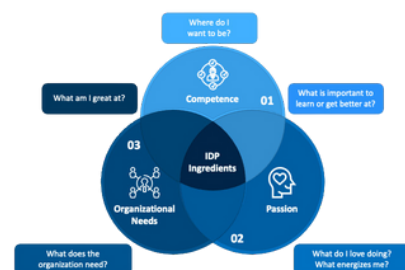 Where do I
want to be?
What am I great at?
Competence
01
What is important to
learn or get better at?
03
IDP
Ingredients
Organizational
Needs
Passion
02
What does the
organization need?
What do I love doing?
What energizes me?